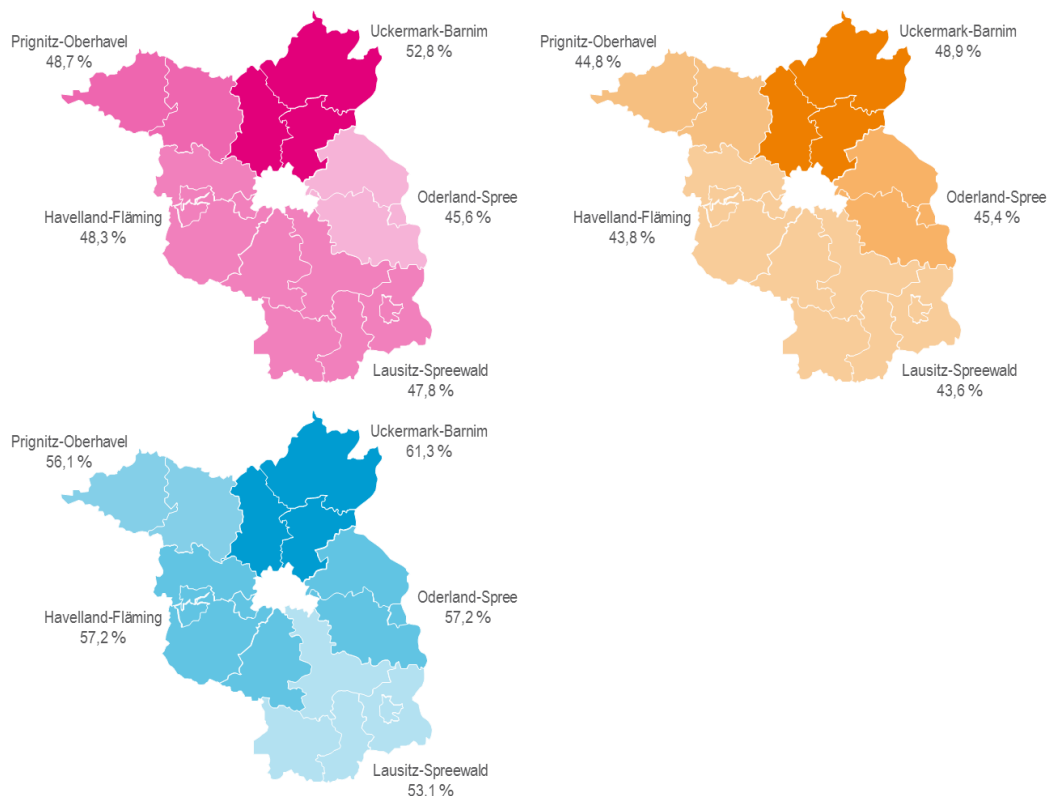 Prignitz-Oberhavel
48,7 %
Uckermark-Barnim
52,8 %
Oderland-Spree
45,6 %
Havelland-Fläming
48,3 %
Lausitz-Spreewald
47,8 %
Prignitz-Oberhavel
44,8 %
Uckermark-Barnim
48,9 %
Oderland-Spree
45,4 %
Havelland-Fläming
43,8 %
Lausitz-Spreewald
43,6 %
Prignitz-Oberhavel
56,1 %
Uckermark-Barnim
61,3 %
Oderland-Spree
57,2 %
Havelland-Fläming
57,2 %
Lausitz-Spreewald
53,1 %